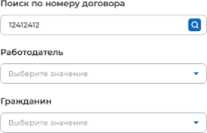 Поиск по номеру договора
12412412
Работодатель
Выберите значение
Гражданин
Выберите значение